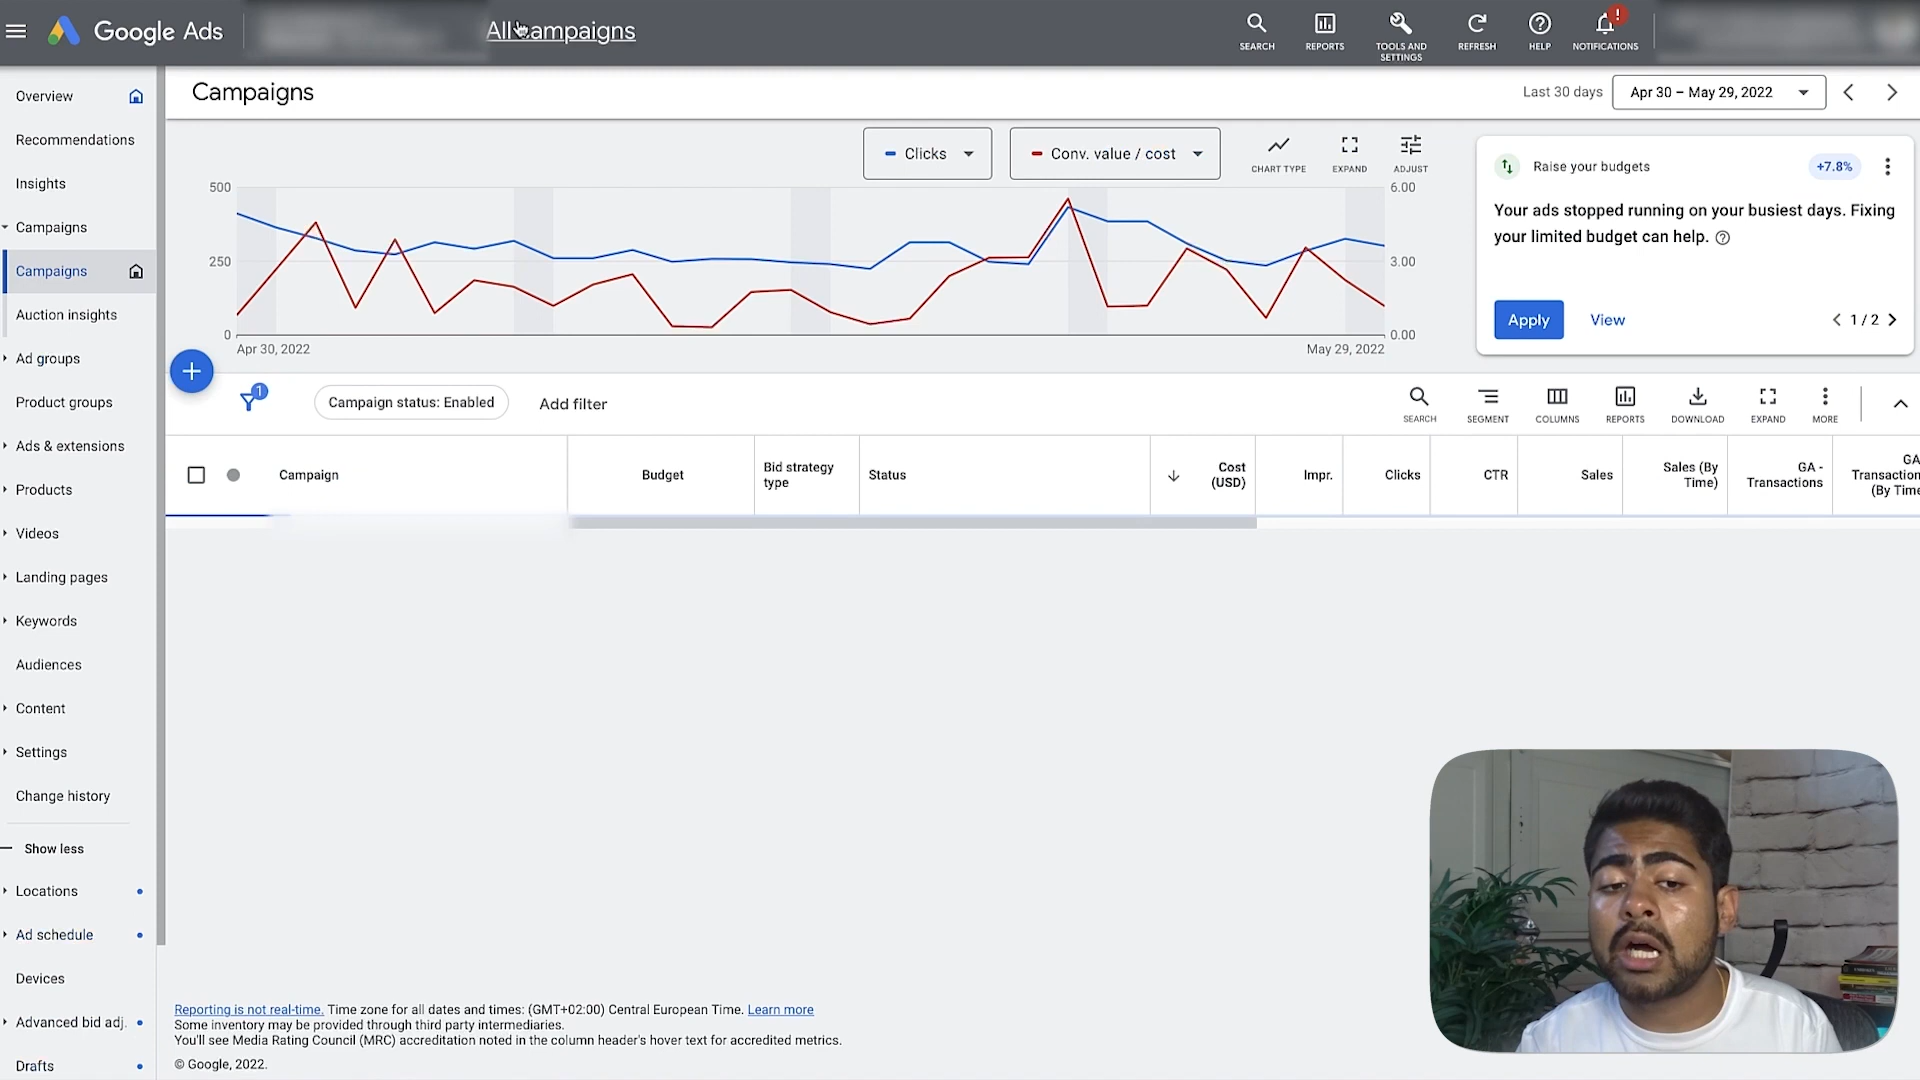 Google Ads
All campaigns
SEARCH
REPORTS
TOOLS AND
SETTINGS
REFRESH
HELP
!
NOTIFICATIONS
Overview
Recommendations
Insights
Campaigns
Campaigns
Auction insights
Ad groups
Product groups
Ads & extensions
Products
Videos
Landing pages
Keywords
Audiences
Content
Settings
Change history
Show less
Locations
Ad schedule
Devices
Advanced bid adj.
Drafts
Campaigns
Last 30 days
Apr 30 – May 29, 2022
Clicks
Conv. value / cost
CHART TYPE
EXPAND
ADJUST
500
250
0
6.00
3.00
0.00
Apr 30, 2022
May 29, 2022
Raise your budgets
+7.8%
Your ads stopped running on your busiest days. Fixing
your limited budget can help.
Apply
View
1 / 2
1
Campaign status: Enabled
Add filter
SEARCH
SEGMENT
COLUMNS
REPORTS
DOWNLOAD
EXPAND
MORE
Campaign
Budget
Bid strategy
type
Status
Cost
(USD)
Impr.
Clicks
CTR
Sales
Sales (By
Time)
GA -
Transactions
GA
Transaction
(By Time
Reporting is not real-time. Time zone for all dates and times: (GMT+02:00) Central European Time. Learn more
Some inventory may be provided through third party intermediaries.
You'll see Media Rating Council (MRC) accreditation noted in the column header's hover text for accredited metrics.
© Google, 2022.